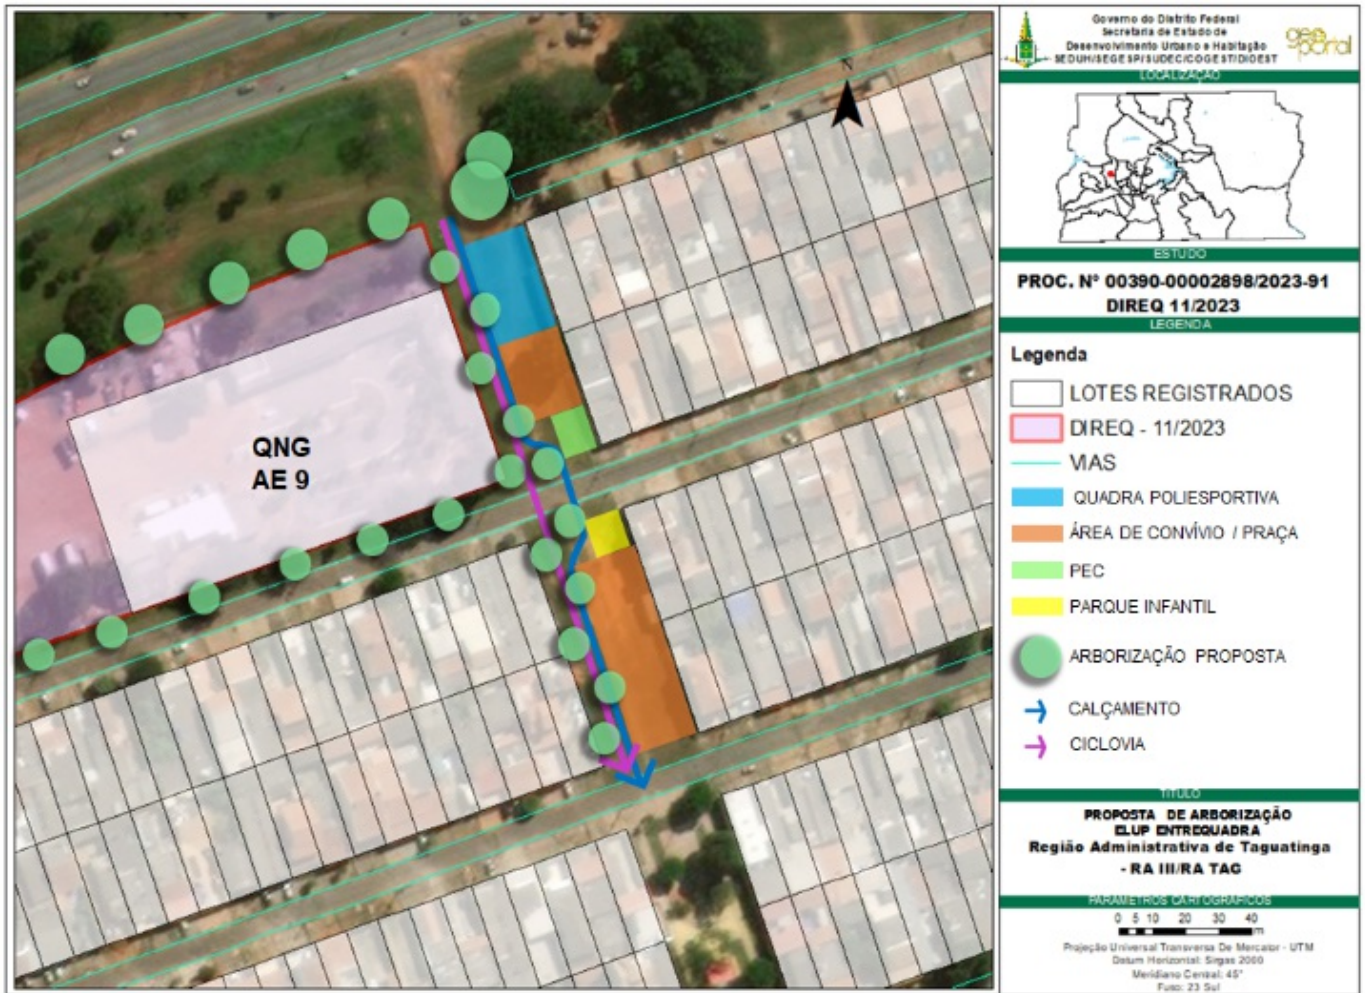 N
QNG
AE 9
Governo do Distrito Federal
Secretaria de Estado de
Desenvolvimento Urbano e Habitação
SEDUH/SEGESP/SUDEC/COGEST/DIGEST
geo
portal
LOCALIZAÇÃO
ESTUDO
PROC. Nº 00390-00002898/2023-91
DIREQ 11/2023
LEGENDA
Legenda
LOTES REGISTRADOS
DIREQ - 11/2023
VIAS
QUADRA POLIESPORTIVA
ÁREA DE CONVÍVIO / PRAÇA
PEC
PARQUE INFANTIL
ARBORIZAÇÃO PROPOSTA
CALÇAMENTO
CICLOVIA
TITULO
PROPOSTA DE ARBORIZAÇÃO
ELUP ENTREQUADRA
Região Administrativa de Taguatinga
- RA III/RA TAG
PARAMETROS CARTOGRÁFICOS
0 5 10 20 30 40
m
Projeção Universal Transversa De Mercator - UTM
Datum Horizontal: Sirgas 2000
Meridiano Central: 45°
Fuso: 23 Sul